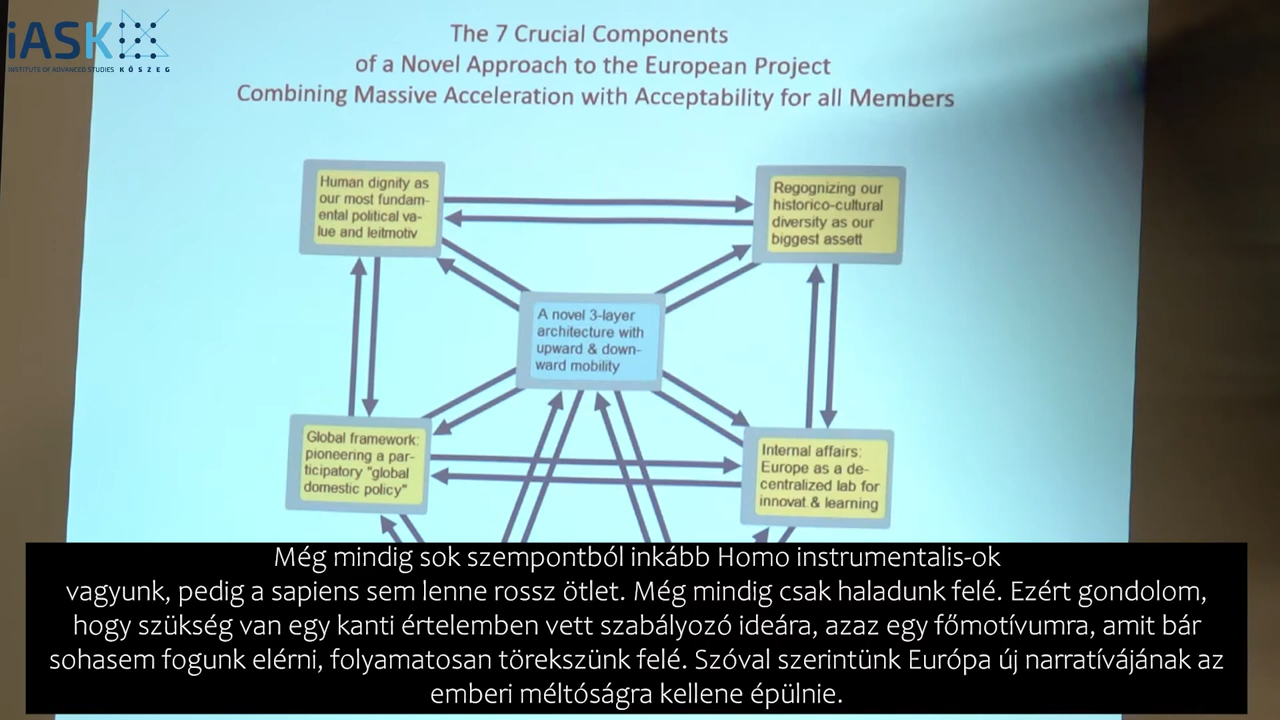 iASK
INSTITUTE OF ADVANCED STUDIES KŐSZEG
The 7 Crucial Components
of a Novel Approach to the European Project
Combining Massive Acceleration with Acceptability for all Members
Human dignity as
our most fundam-
ental political va-
lue and leitmotiv
Regognizing our
historico-cultural
diversity as our
biggest assett
A novel 3-layer
architecture with
upward & down-
ward mobility
Global framework:
pioneering a par-
ticipatory "global
domestic policy"
Internal affairs:
Europe as a de-
centralized lab for
innovat.& learning
Még mindig sok szempontból inkább Homo instrumentalis-ok
vagyunk, pedig a sapiens sem lenne rossz ötlet. Még mindig csak haladunk felé. Ezért gondolom,
hogy szükség van egy kanti értelemben vett szabályozó ideára, azaz egy főmotívumra, amit bár
sohasem fogunk elérni, folyamatosan törekszünk felé. Szóval szerintünk Európa új narratívájának az
emberi méltóságra kellene épülnie.